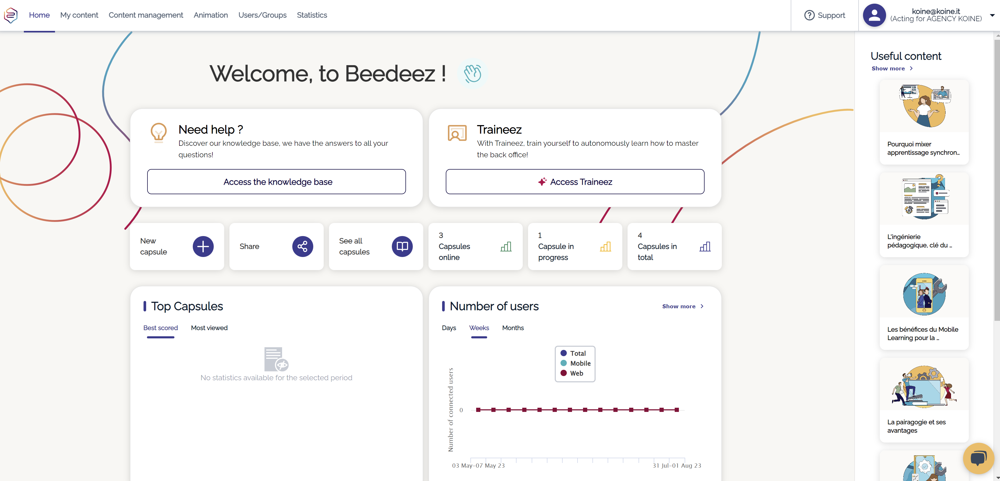 Home My content Content management Animation Users/Groups Statistics
Support
koine@koine.it
(Acting for AGENCY KOINE)
Welcome, to Beedeez !
Need help ?
Discover our knowledge base, we have the answers to all your
questions!
Access the knowledge base
Traineez
With Traineez, train yourself to autonomously learn how to master
the back office!
Access Traineez
New
capsule
Share
See all
capsules
3
Capsules
online
1
Capsule in
progress
4
Capsules in
total
Top Capsules
Best scored Most viewed
No statistics available for the selected period
Number of users
Show more
Days Weeks Months
Total
Mobile
Web
Number of connected users
0
03 May-07 May 23
31 Jul-01 Aug 23
Useful content
Show more
Pourquoi mixer
apprentissage synchron...
L'ingénierie
pédagogique, clé du ...
Les bénéfices du Mobile
Learning pour la ...
La pairagogie et ses
avantages